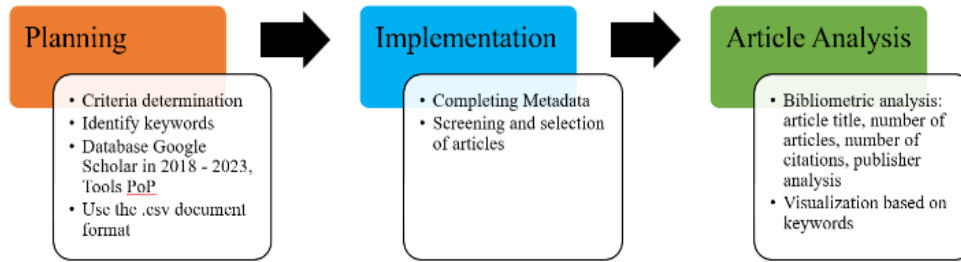 Planning
• Criteria determination
• Identify keywords
• Database Google
Scholar in 2018 - 2023,
Tools PoP
• Use the .csv document
format
Implementation
• Completing Metadata
• Screening and selection
of articles
Article Analysis
• Bibliometric analysis:
article title, number of
articles, number of
citations, publisher
analysis
• Visualization based on
keywords